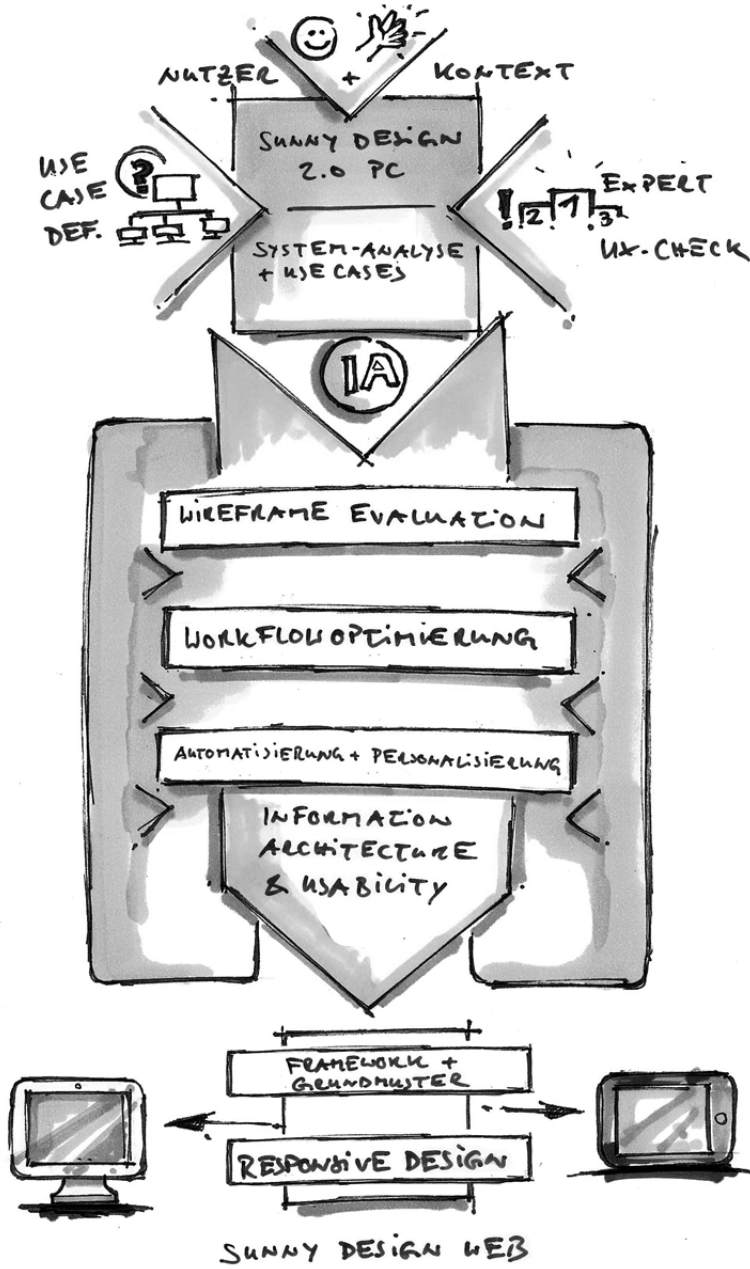 NUTZER + KONTEXT
SUNNY DESIGN
2.0 PC
USE
CASE
DEF.
?
! 2 1 3
EXPERT
UX-CHECK
SYSTEM-ANALYSE
+ USE CASES
IA
WIREFRAME EVALUATION
WORKFLOWOPTIMIERUNG
AUTOMATISIERUNG + PERSONALISIERUNG
INFORMATION
ARCHITECTURE
& USABILITY
FRAMEWORK +
GRUNDMUSTER
RESPONSIVE DESIGN
SUNNY DESIGN WEB